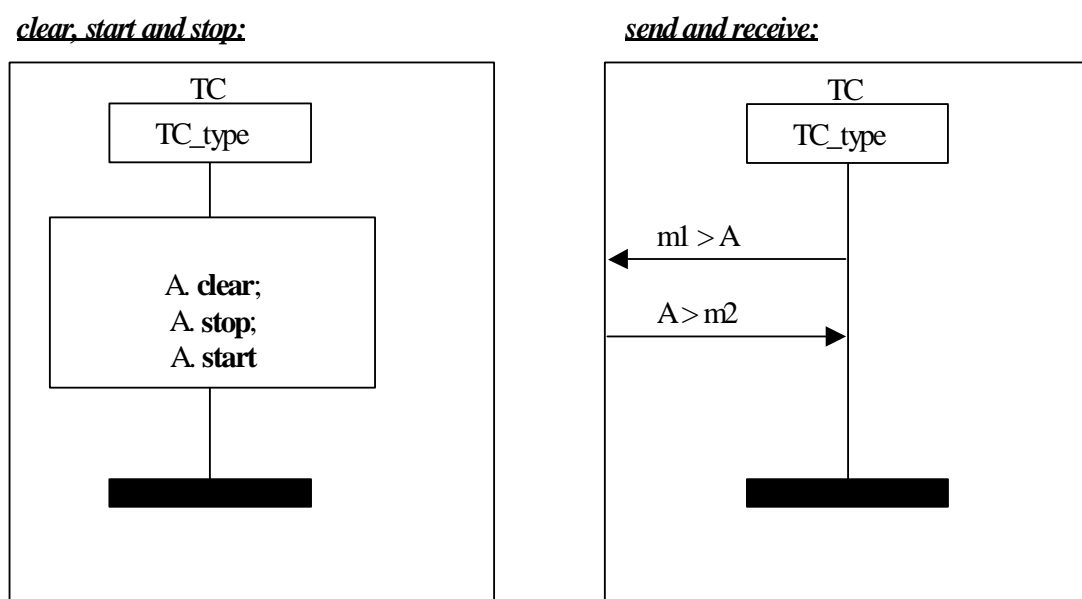 clear, start and stop:
TC
TC_type
A. clear;
A. stop;
A. start
send and receive:
TC
TC_type
m1 > A
A > m2